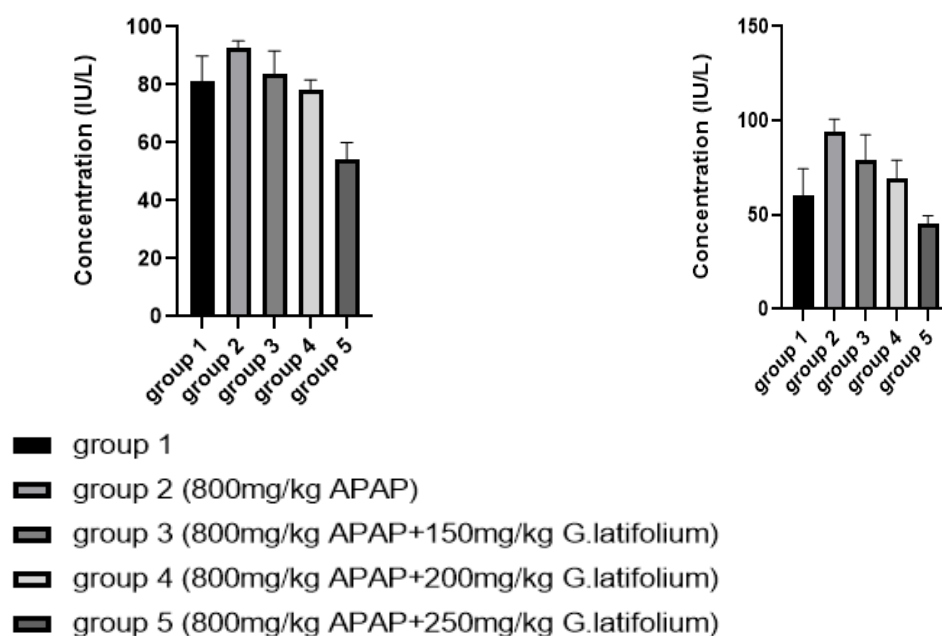 Concentration (IU/L)
100
80
60
40
20
0
group 1
group 2
group 3
group 4
group 5
Concentration (IU/L)
150
100
50
0
group 1
group 2
group 3
group 4
group 5
group 1
group 2 (800mg/kg APAP)
group 3 (800mg/kg APAP+150mg/kg G.latifolium)
group 4 (800mg/kg APAP+200mg/kg G.latifolium)
group 5 (800mg/kg APAP+250mg/kg G.latifolium)